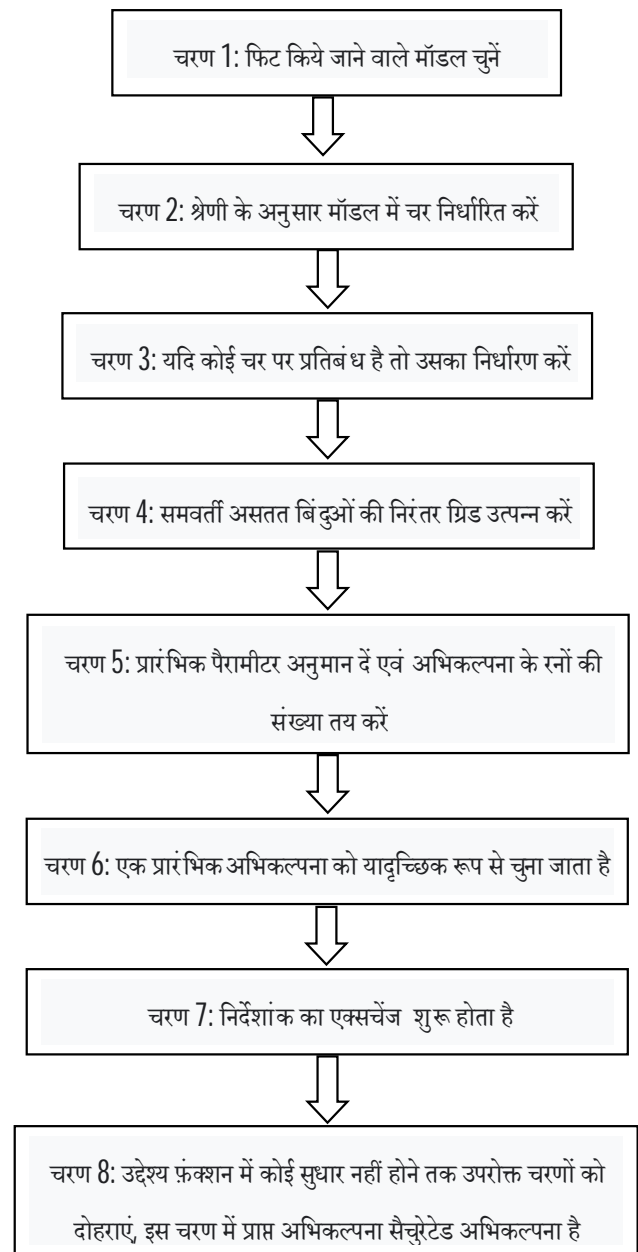 चरण 1: फिट किये जाने वाले मॉडल चुनें
चरण 2: श्रेणी के अनुसार मॉडल में चर निर्धारित करें
चरण 3: यदि कोई चर पर प्रतिबंध है तो उसका निर्धारण करें
चरण 4: समवर्ती असतत बिंदुओं की निरंतर ग्रिड उत्पन्न करें
चरण 5: प्रारंभिक पैरामीटर अनुमान दें एवं अभिकल्पना के रनों की
संख्या तय करें
चरण 6: एक प्रारंभिक अभिकल्पना को यादृच्छिक रूप से चुना जाता है
चरण 7: निर्देशांक का एक्सचेंज शुरू होता है
चरण 8: उद्देश्य फ़ंक्शन में कोई सुधार नहीं होने तक उपरोक्त चरणों को
दोहराएं, इस चरण में प्राप्त अभिकल्पना सैचुरेटेड अभिकल्पना है